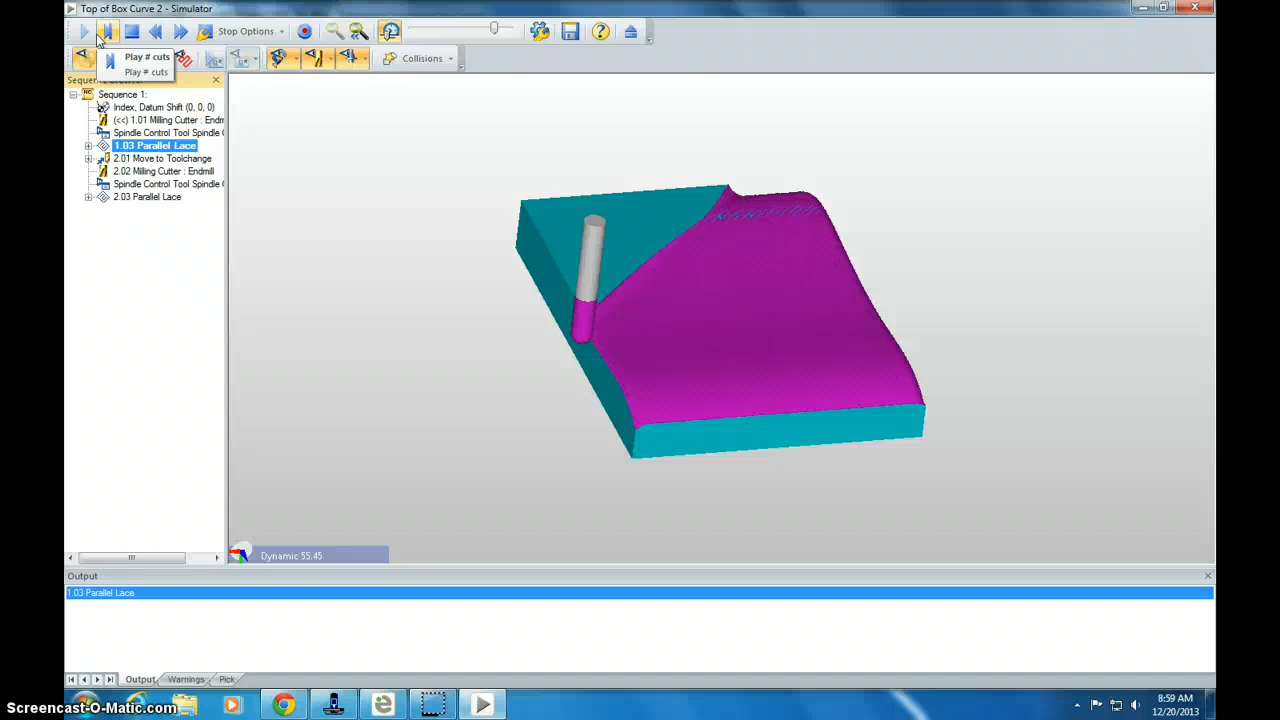 Top of Box Curve 2 - Simulator
Stop Options
Collisions
Play # cuts
Play # cuts
Sequen
Sequence 1:
Index, Datum Shift (0, 0, 0)
(<<) 1.01 Milling Cutter : Endm
Spindle Control Tool Spindle C
1.03 Parallel Lace
2.01 Move to Toolchange
2.02 Milling Cutter : Endmill
Spindle Control Tool Spindle C
2.03 Parallel Lace
Dynamic 55.45
Output
1.03 Parallel Lace
Output
Warnings
Pick
Screencast-O-Matic.com
8:59 AM
12/20/2013